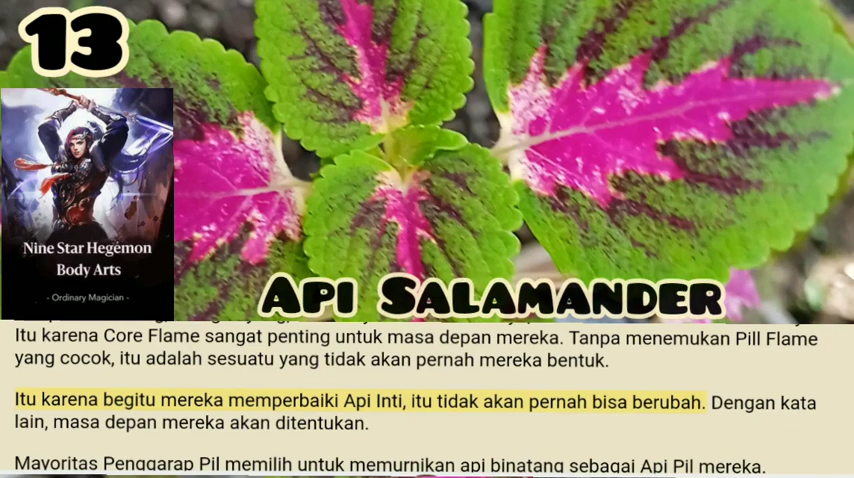 13
Nine Star Hegemon
Body Arts
- Ordinary Magician -
API SALAMANDER
Itu karena Core Flame sangat penting untuk masa depan mereka. Tanpa menemukan Pill Flame
yang cocok, itu adalah sesuatu yang tidak akan pernah mereka bentuk.
Itu karena begitu mereka memperbaiki Api Inti, itu tidak akan pernah bisa berubah. Dengan kata
lain, masa depan mereka akan ditentukan.
Mayoritas Penggarap Pil memilih untuk memurnikan api binatang sebagai Api Pil mereka.